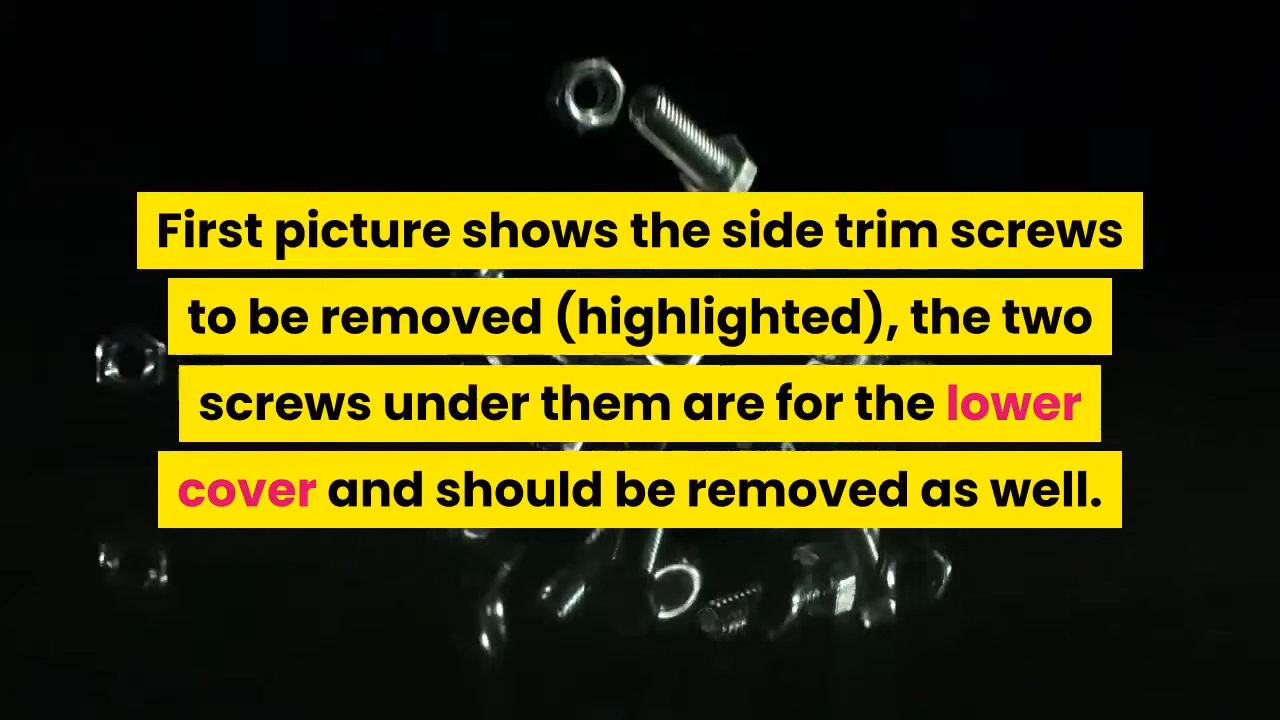 First picture shows the side trim screws
to be removed (highlighted), the two
screws under them are for the lower
cover and should be removed as well.